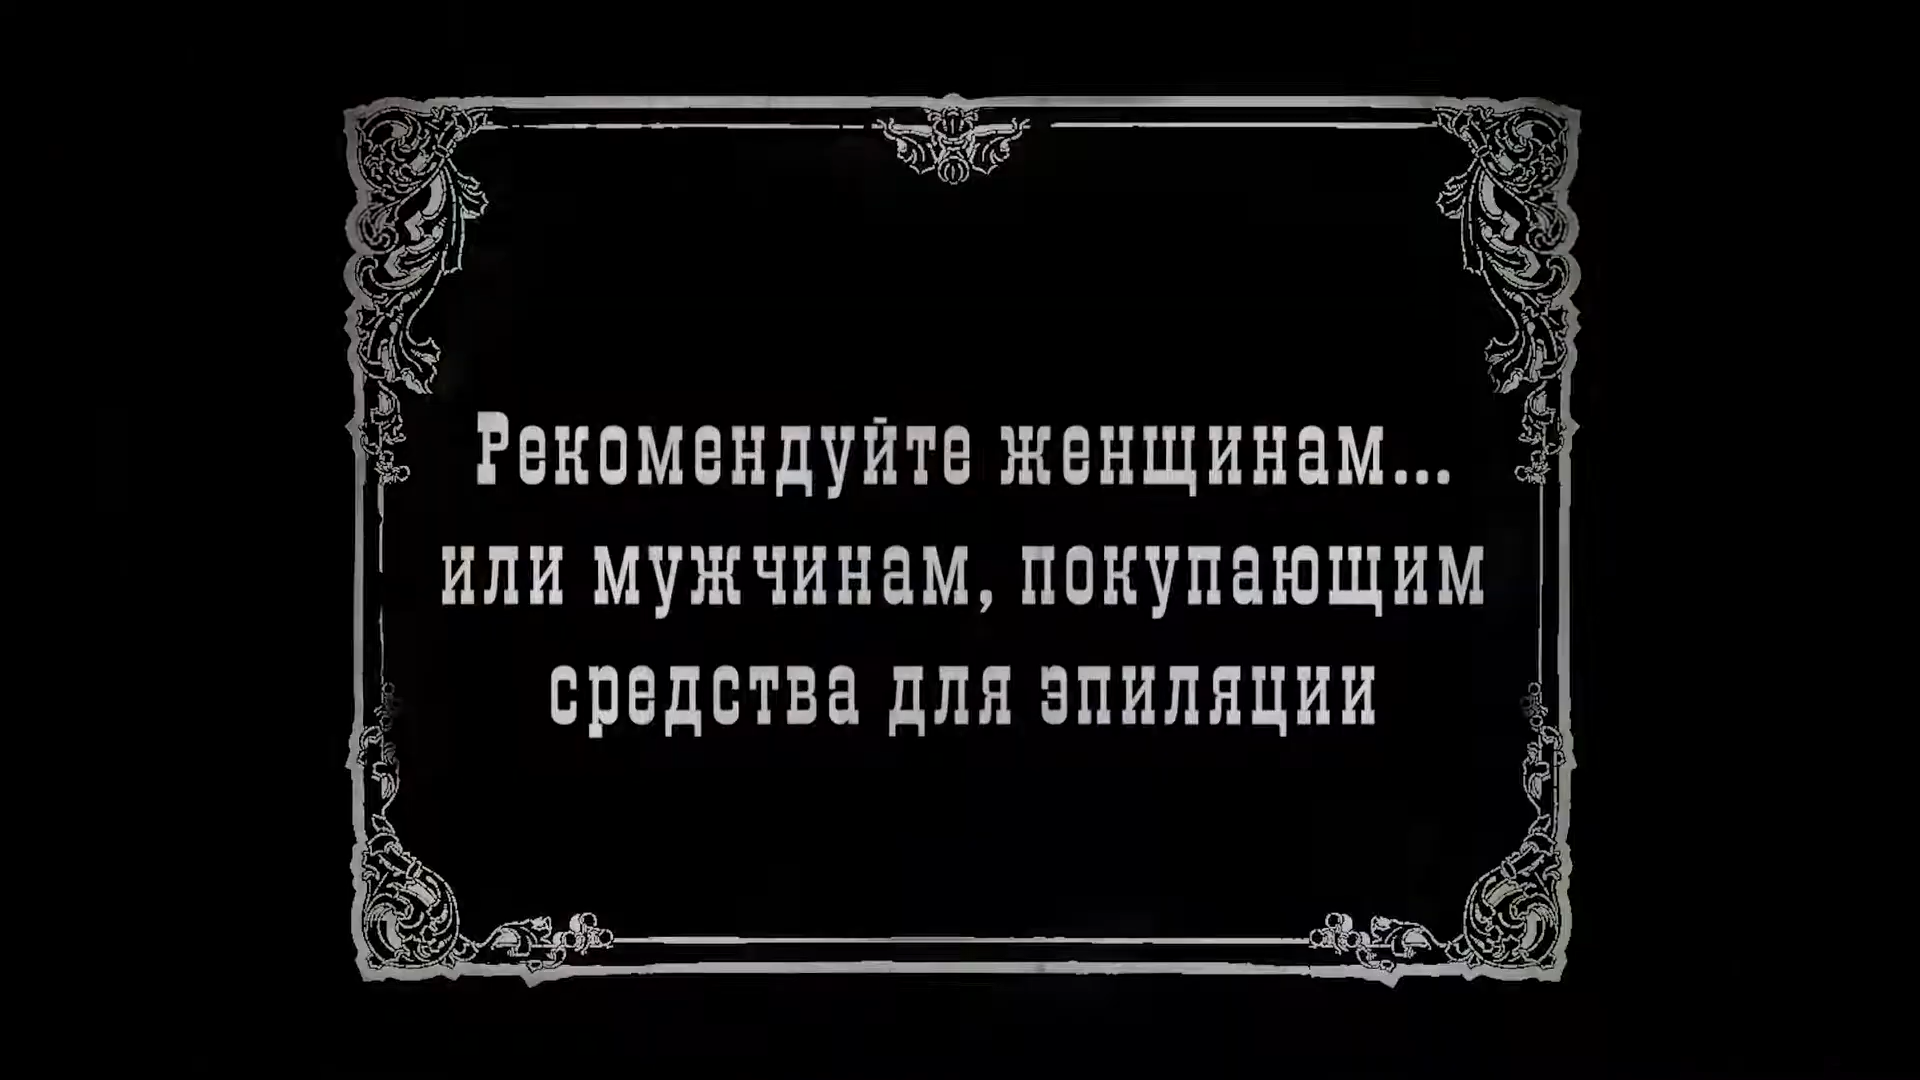 Рекомендуйте женщинам...
или мужчинам, покупающим
средства для эпиляции